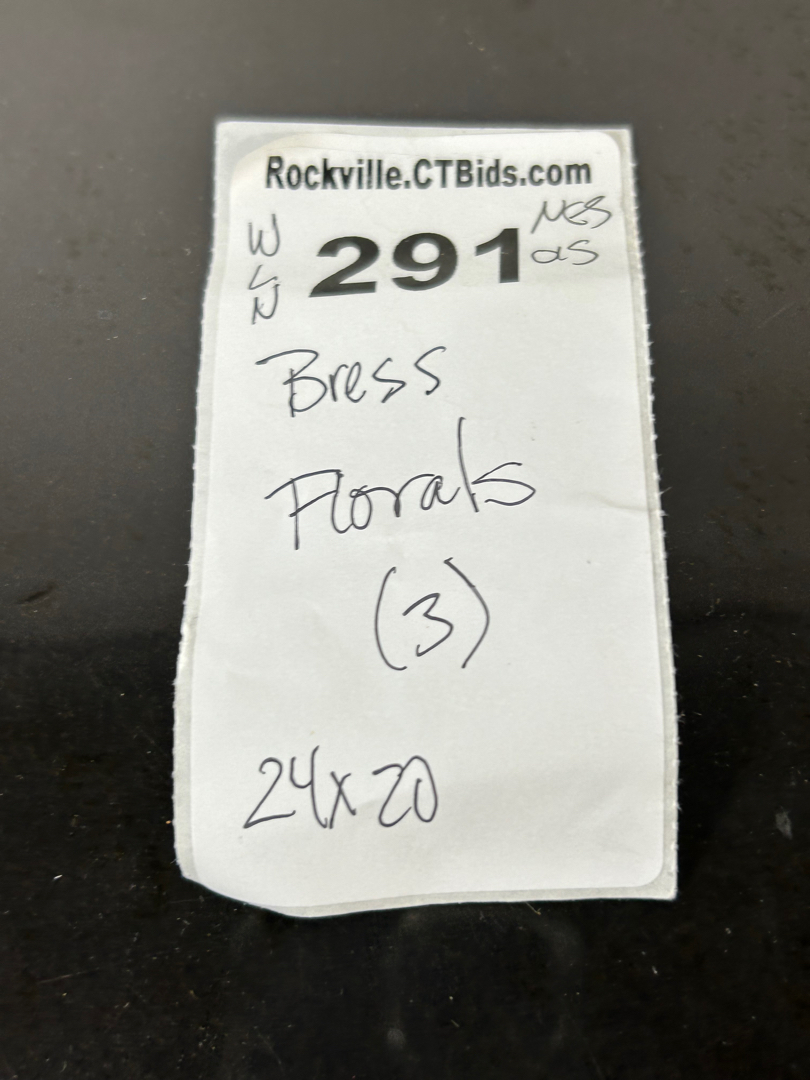 Rockville.CTBids.com
291
Bress
Florals
(3)
24x20